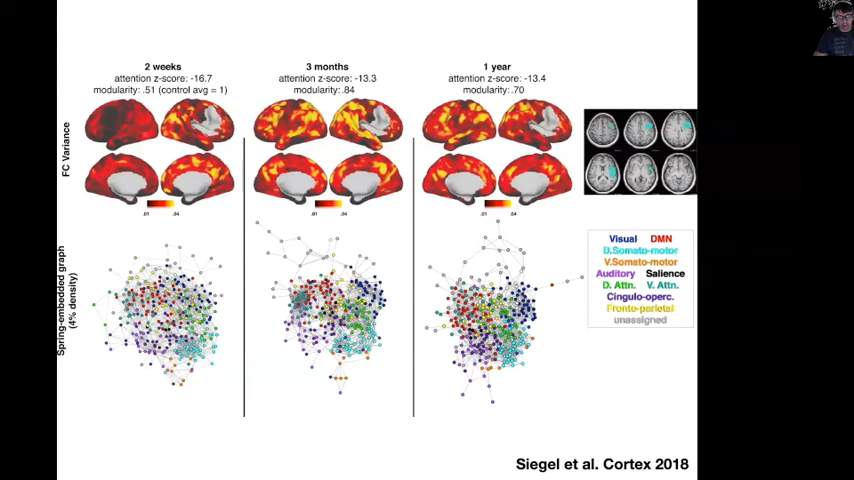 2 weeks
attention z-score: -16.7
modularity: .51 (control avg = 1)
3 months
attention z-score: -13.3
modularity:.84
1 year
attention z-score: -13.4
modularity:.70
FC Variance
.01 .04
.01 .04
.01 .04
Spring-embedded graph
(4% density)
Visual DMN
D.Somato-motor
V.Somato-motor
Auditory Salience
D. Attn. V. Attn.
Cingulo-operc.
Fronto-parietal
unassigned
Siegel et al. Cortex 2018